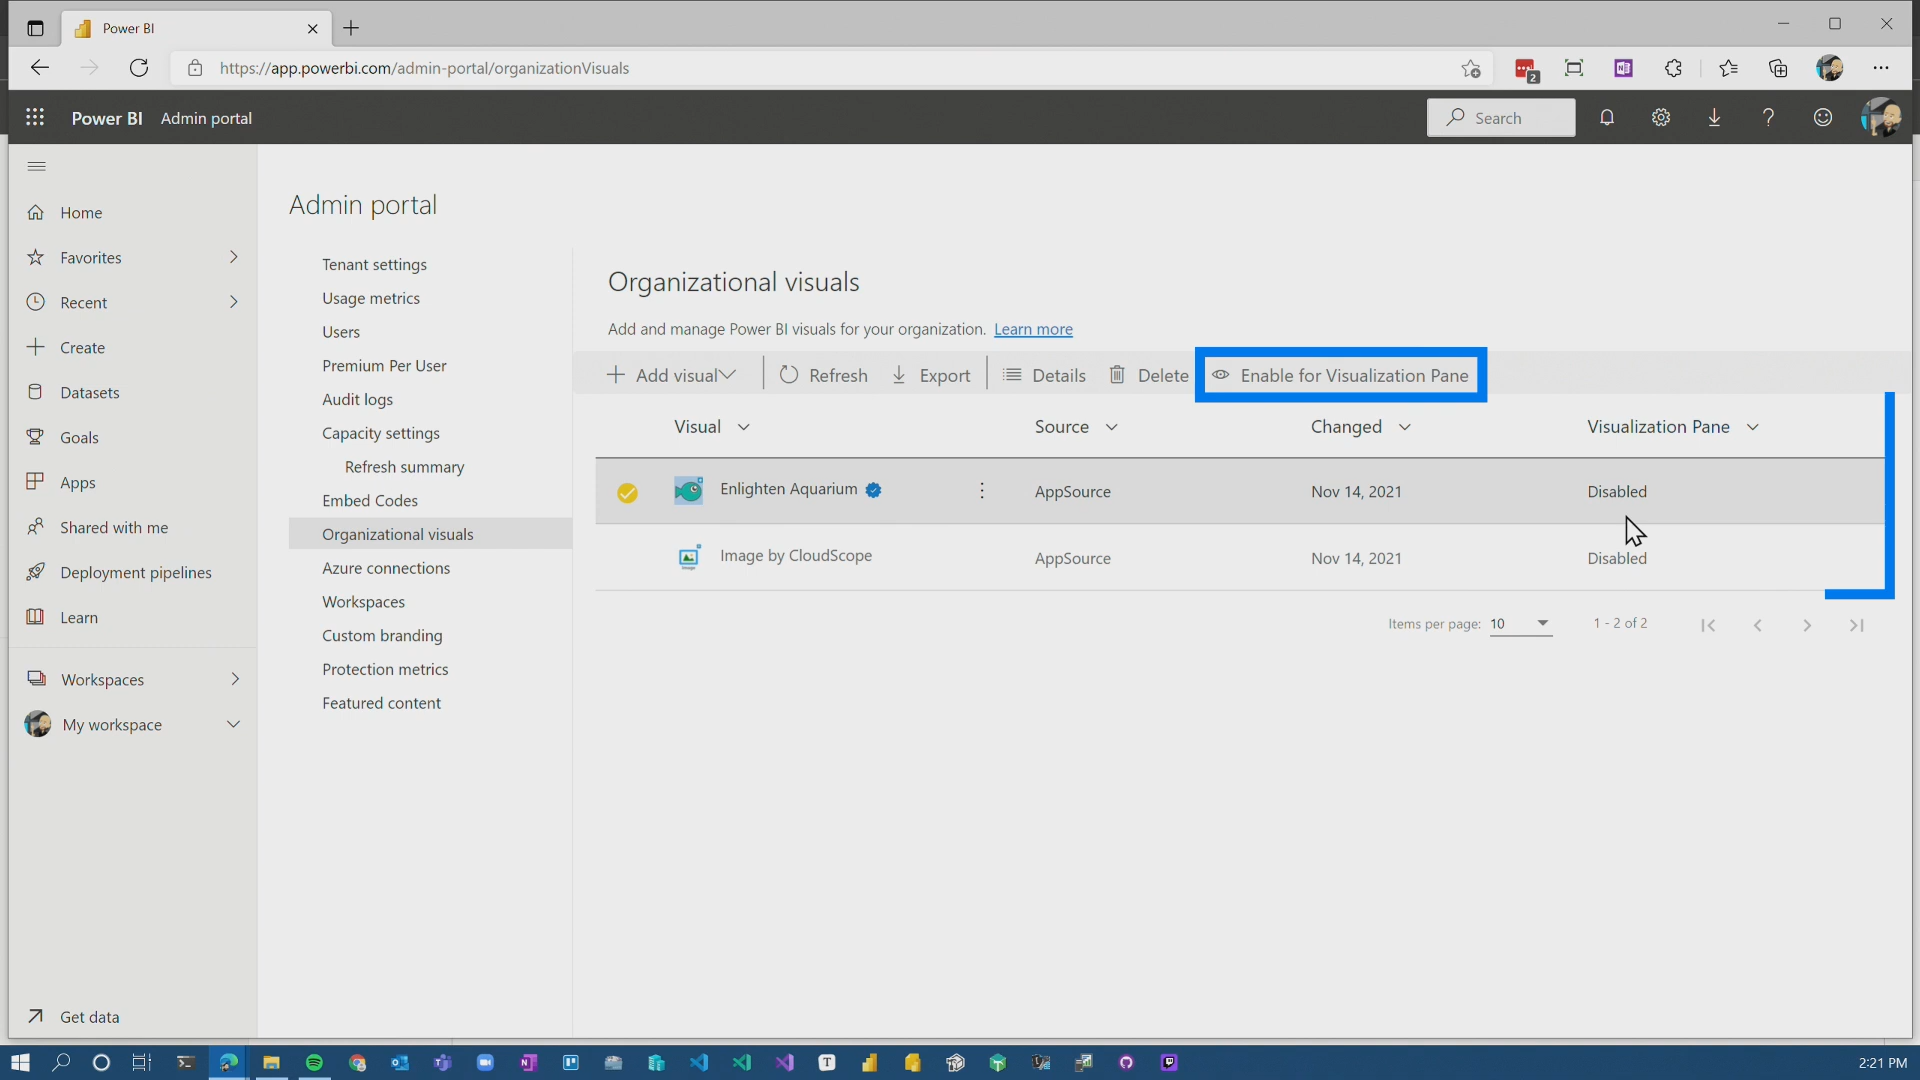 Power BI
https://app.powerbi.com/admin-portal/organizationVisuals
2
Power BI Admin portal
Search
Home
Favorites
Recent
Create
Datasets
Goals
Apps
Shared with me
Deployment pipelines
Learn
Workspaces
My workspace
Get data
Admin portal
Tenant settings
Usage metrics
Users
Premium Per User
Audit logs
Capacity settings
Refresh summary
Embed Codes
Organizational visuals
Azure connections
Workspaces
Custom branding
Protection metrics
Featured content
Organizational visuals
Add and manage Power BI visuals for your organization. Learn more
Add visual Refresh Export Details Delete Enable for Visualization Pane
Visual Source Changed Visualization Pane
Enlighten Aquarium AppSource Nov 14, 2021 Disabled
Image by CloudScope AppSource Nov 14, 2021 Disabled
Items per page: 10 1 - 2 of 2
2:21 PM